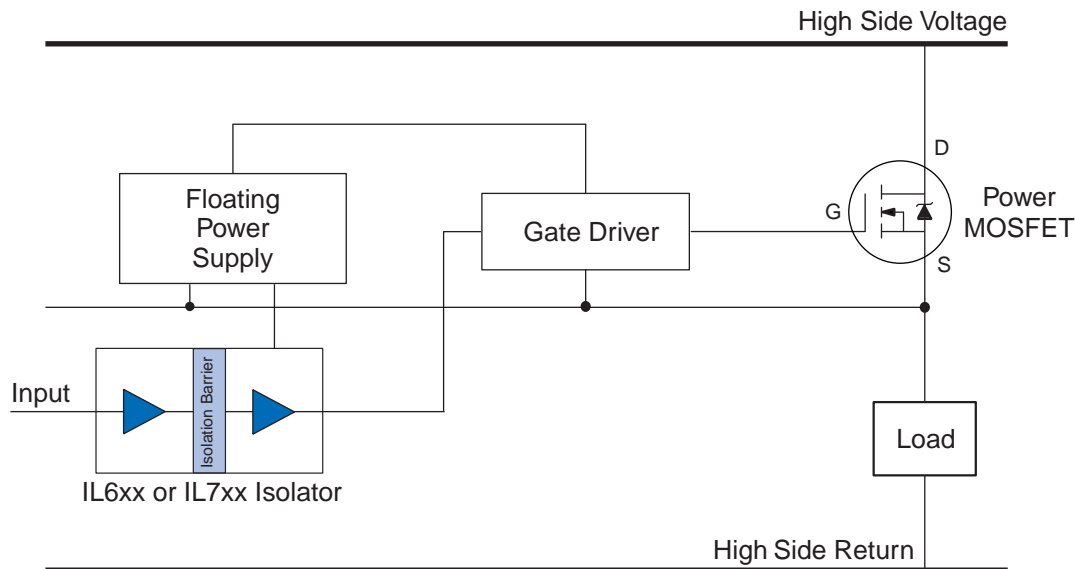 High Side Voltage
D
Floating
Power
Supply
Gate Driver
G
Power
MOSFET
S
Input
Isolation Barrier
Load
IL6xx or IL7xx Isolator
High Side Return